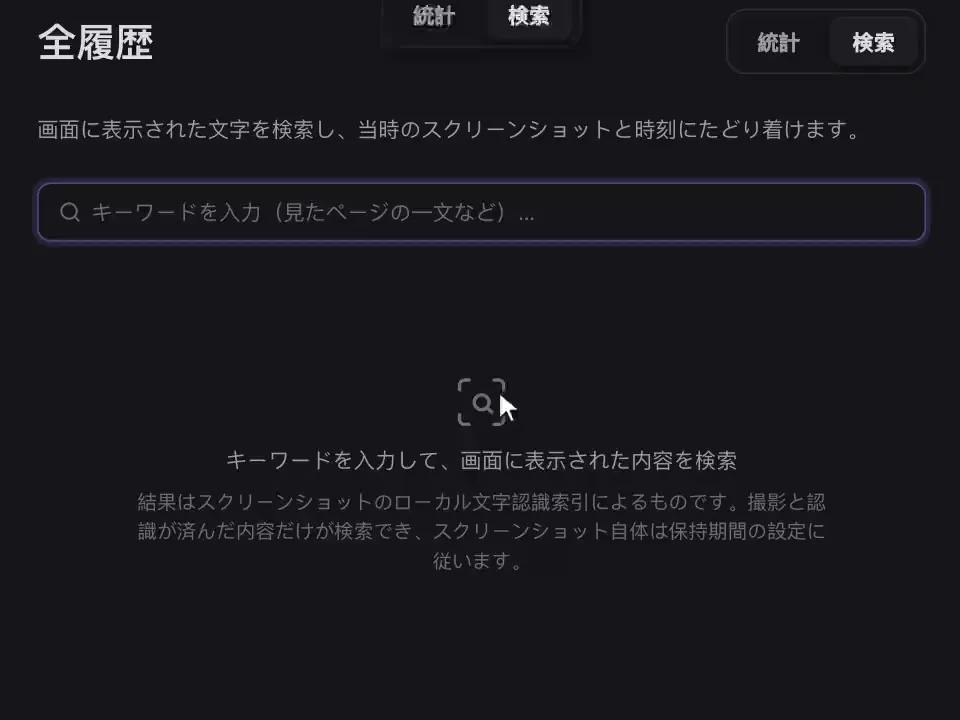 統計 検索
全履歴
統計 検索
画面に表示された文字を検索し、当時のスクリーンショットと時刻にたどり着けます。
キーワードを入力（見たページの一文など）...
キーワードを入力して、画面に表示された内容を検索
結果はスクリーンショットのローカル文字認識索引によるものです。撮影と認
識が済んだ内容だけが検索でき、スクリーンショット自体は保持期間の設定に
従います。